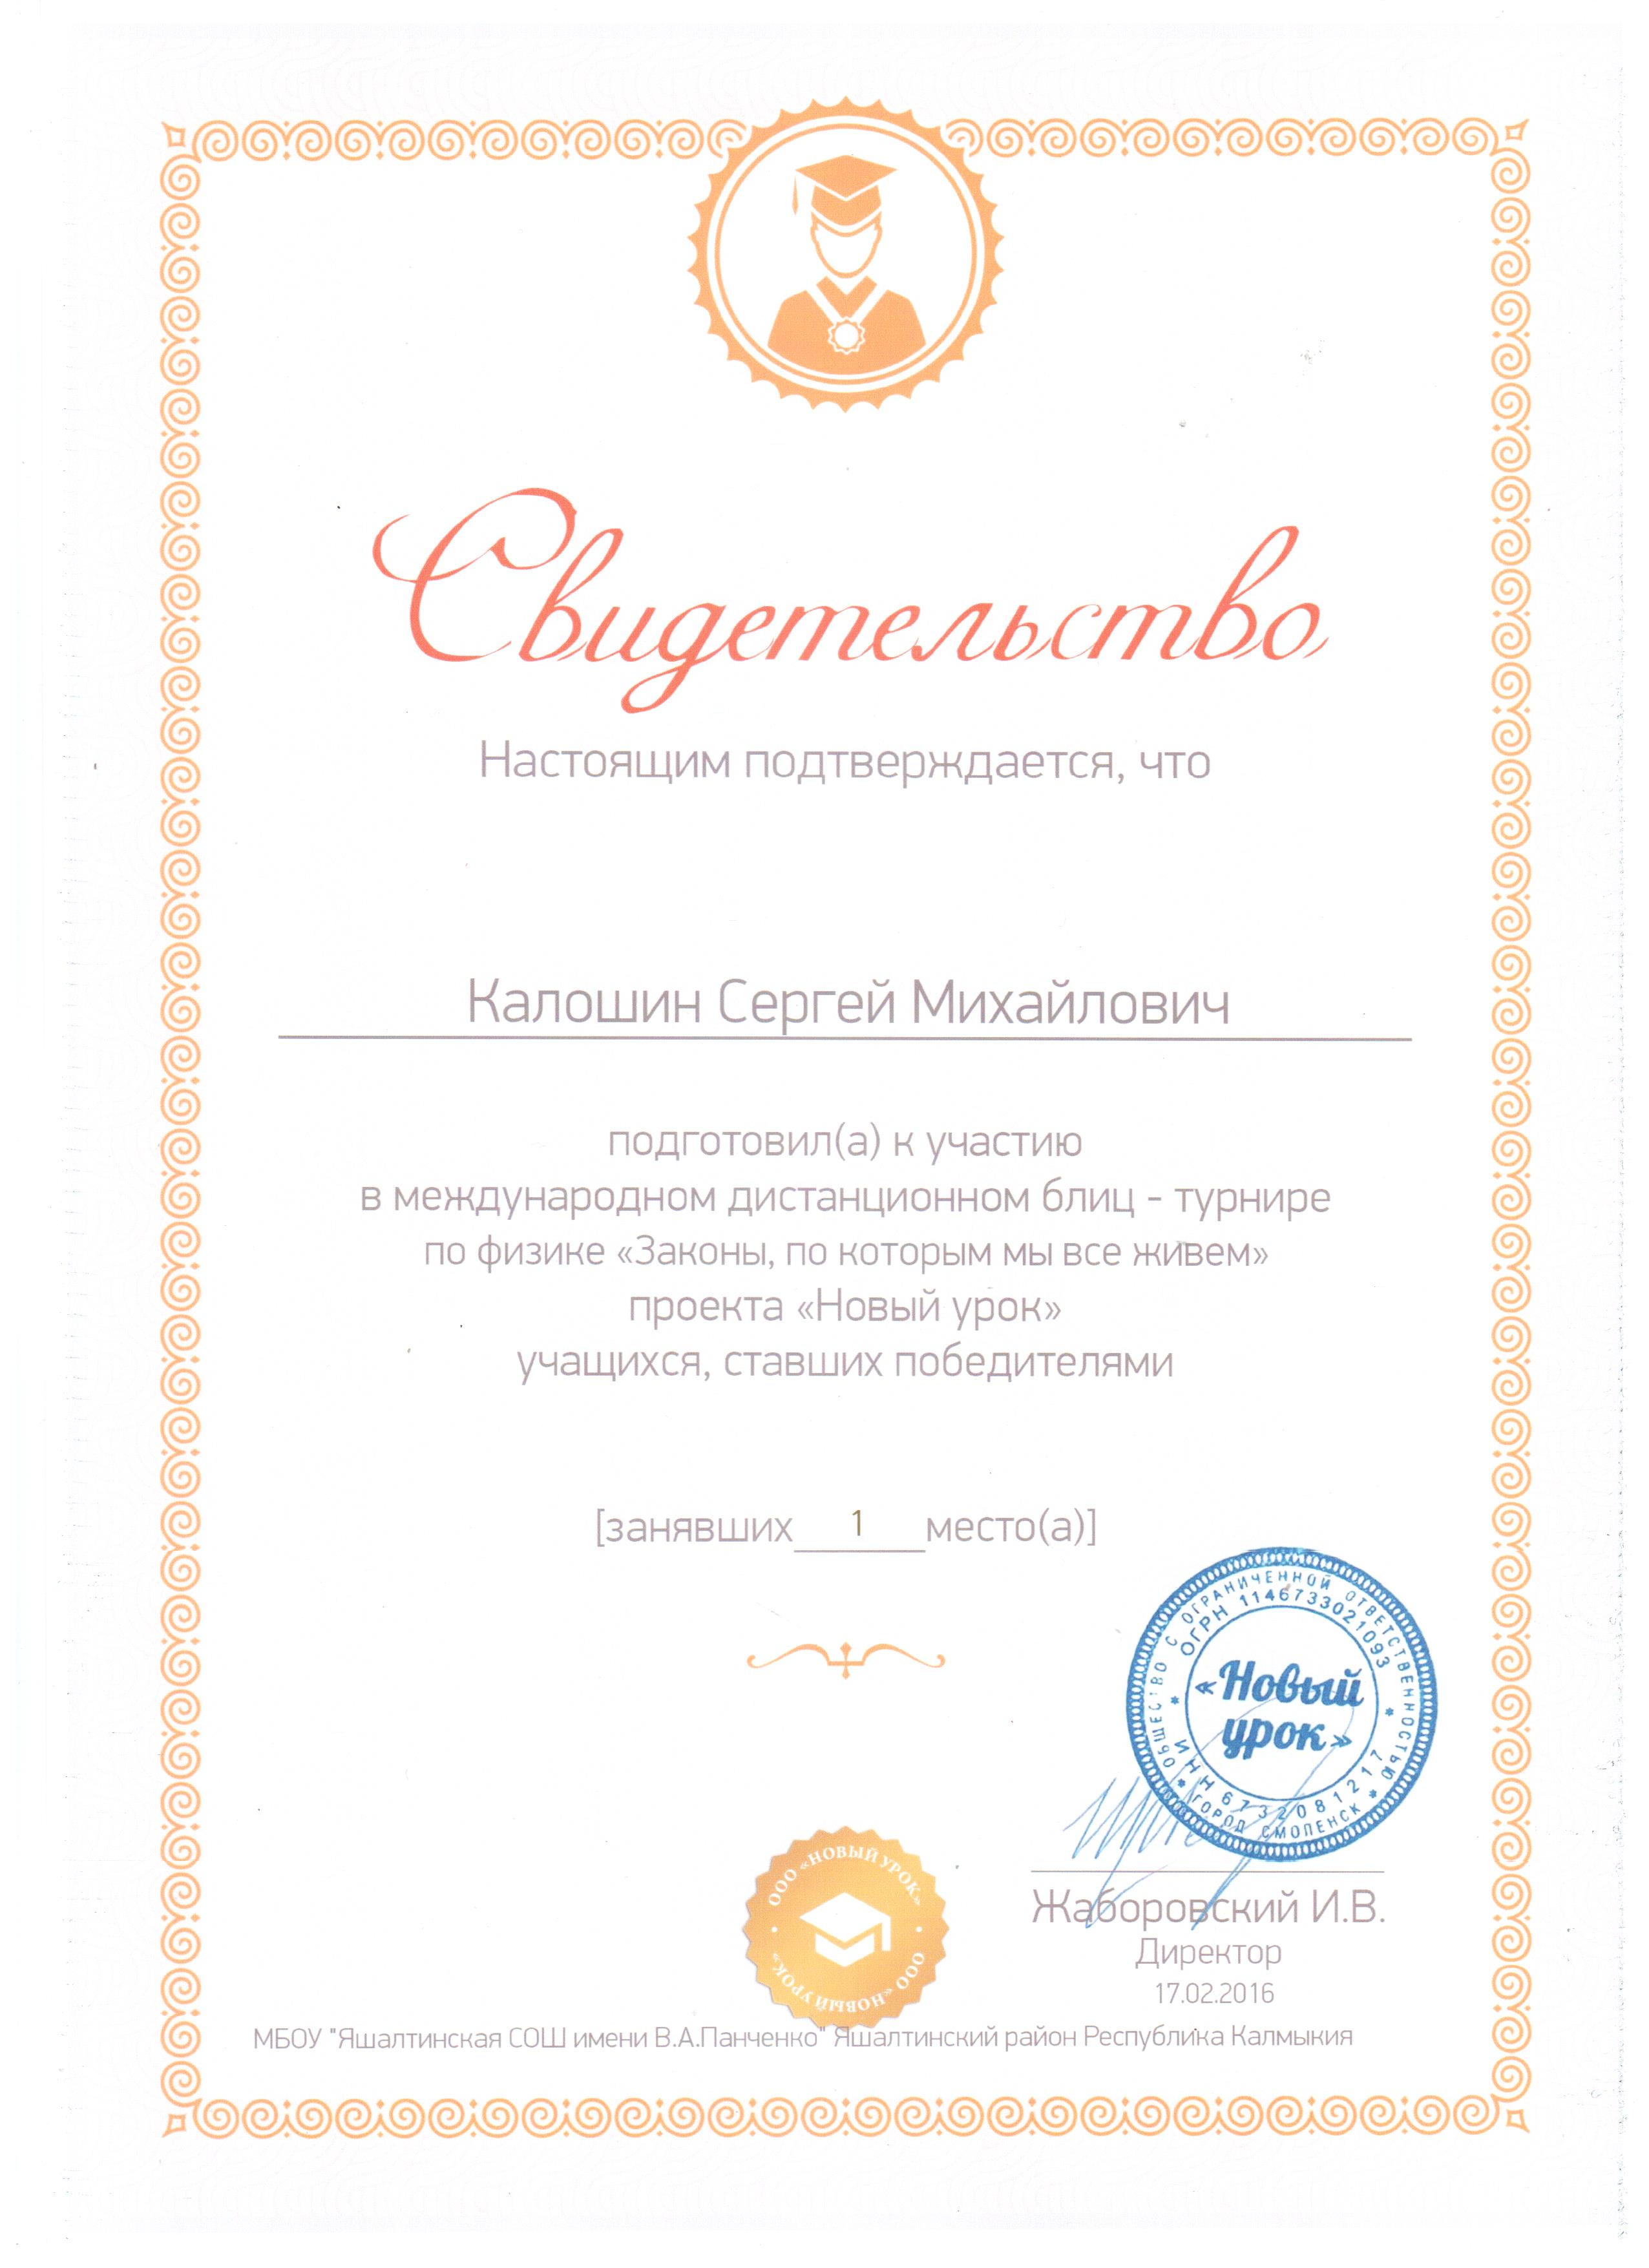 Свидетельство
Настоящим подтверждается, что
Калошин Сергей Михайлович
подготовил(а) к участию
в международном дистанционном блиц - турнире
по физике «Законы, по которым мы все живем»
проекта «Новый урок»
учащихся, ставших победителями
[занявших 1 место(а)]
ОБЩЕСТВО С ОГРАНИЧЕННОЙ ОТВЕТСТВЕННОСТЬЮ
ОГРН 1146733021093
«Новый
урок»
ИНН 6732081217
ГОРОД СМОЛЕНСК
ООО «НОВЫЙ УРОК»
ООО «НОВЫЙ УРОК»
Жаборовский И.В.
Директор
17.02.2016
МБОУ "Яшалтинская СОШ имени В.А.Панченко" Яшалтинский район Республика Калмыкия